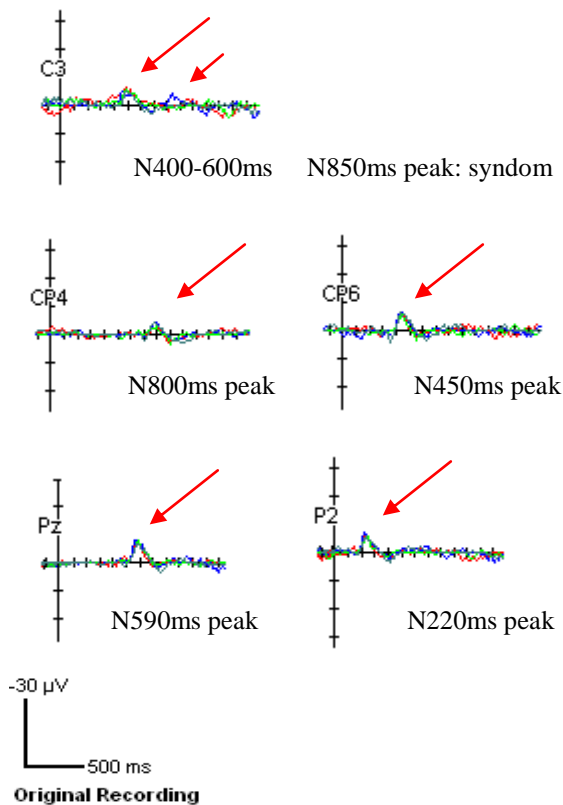 C3
N400-600ms N850ms peak: syndom
CP4
CP6
N800ms peak
N450ms peak
Pz
P2
N590ms peak
N220ms peak
-30 µV
500 ms
Original Recording